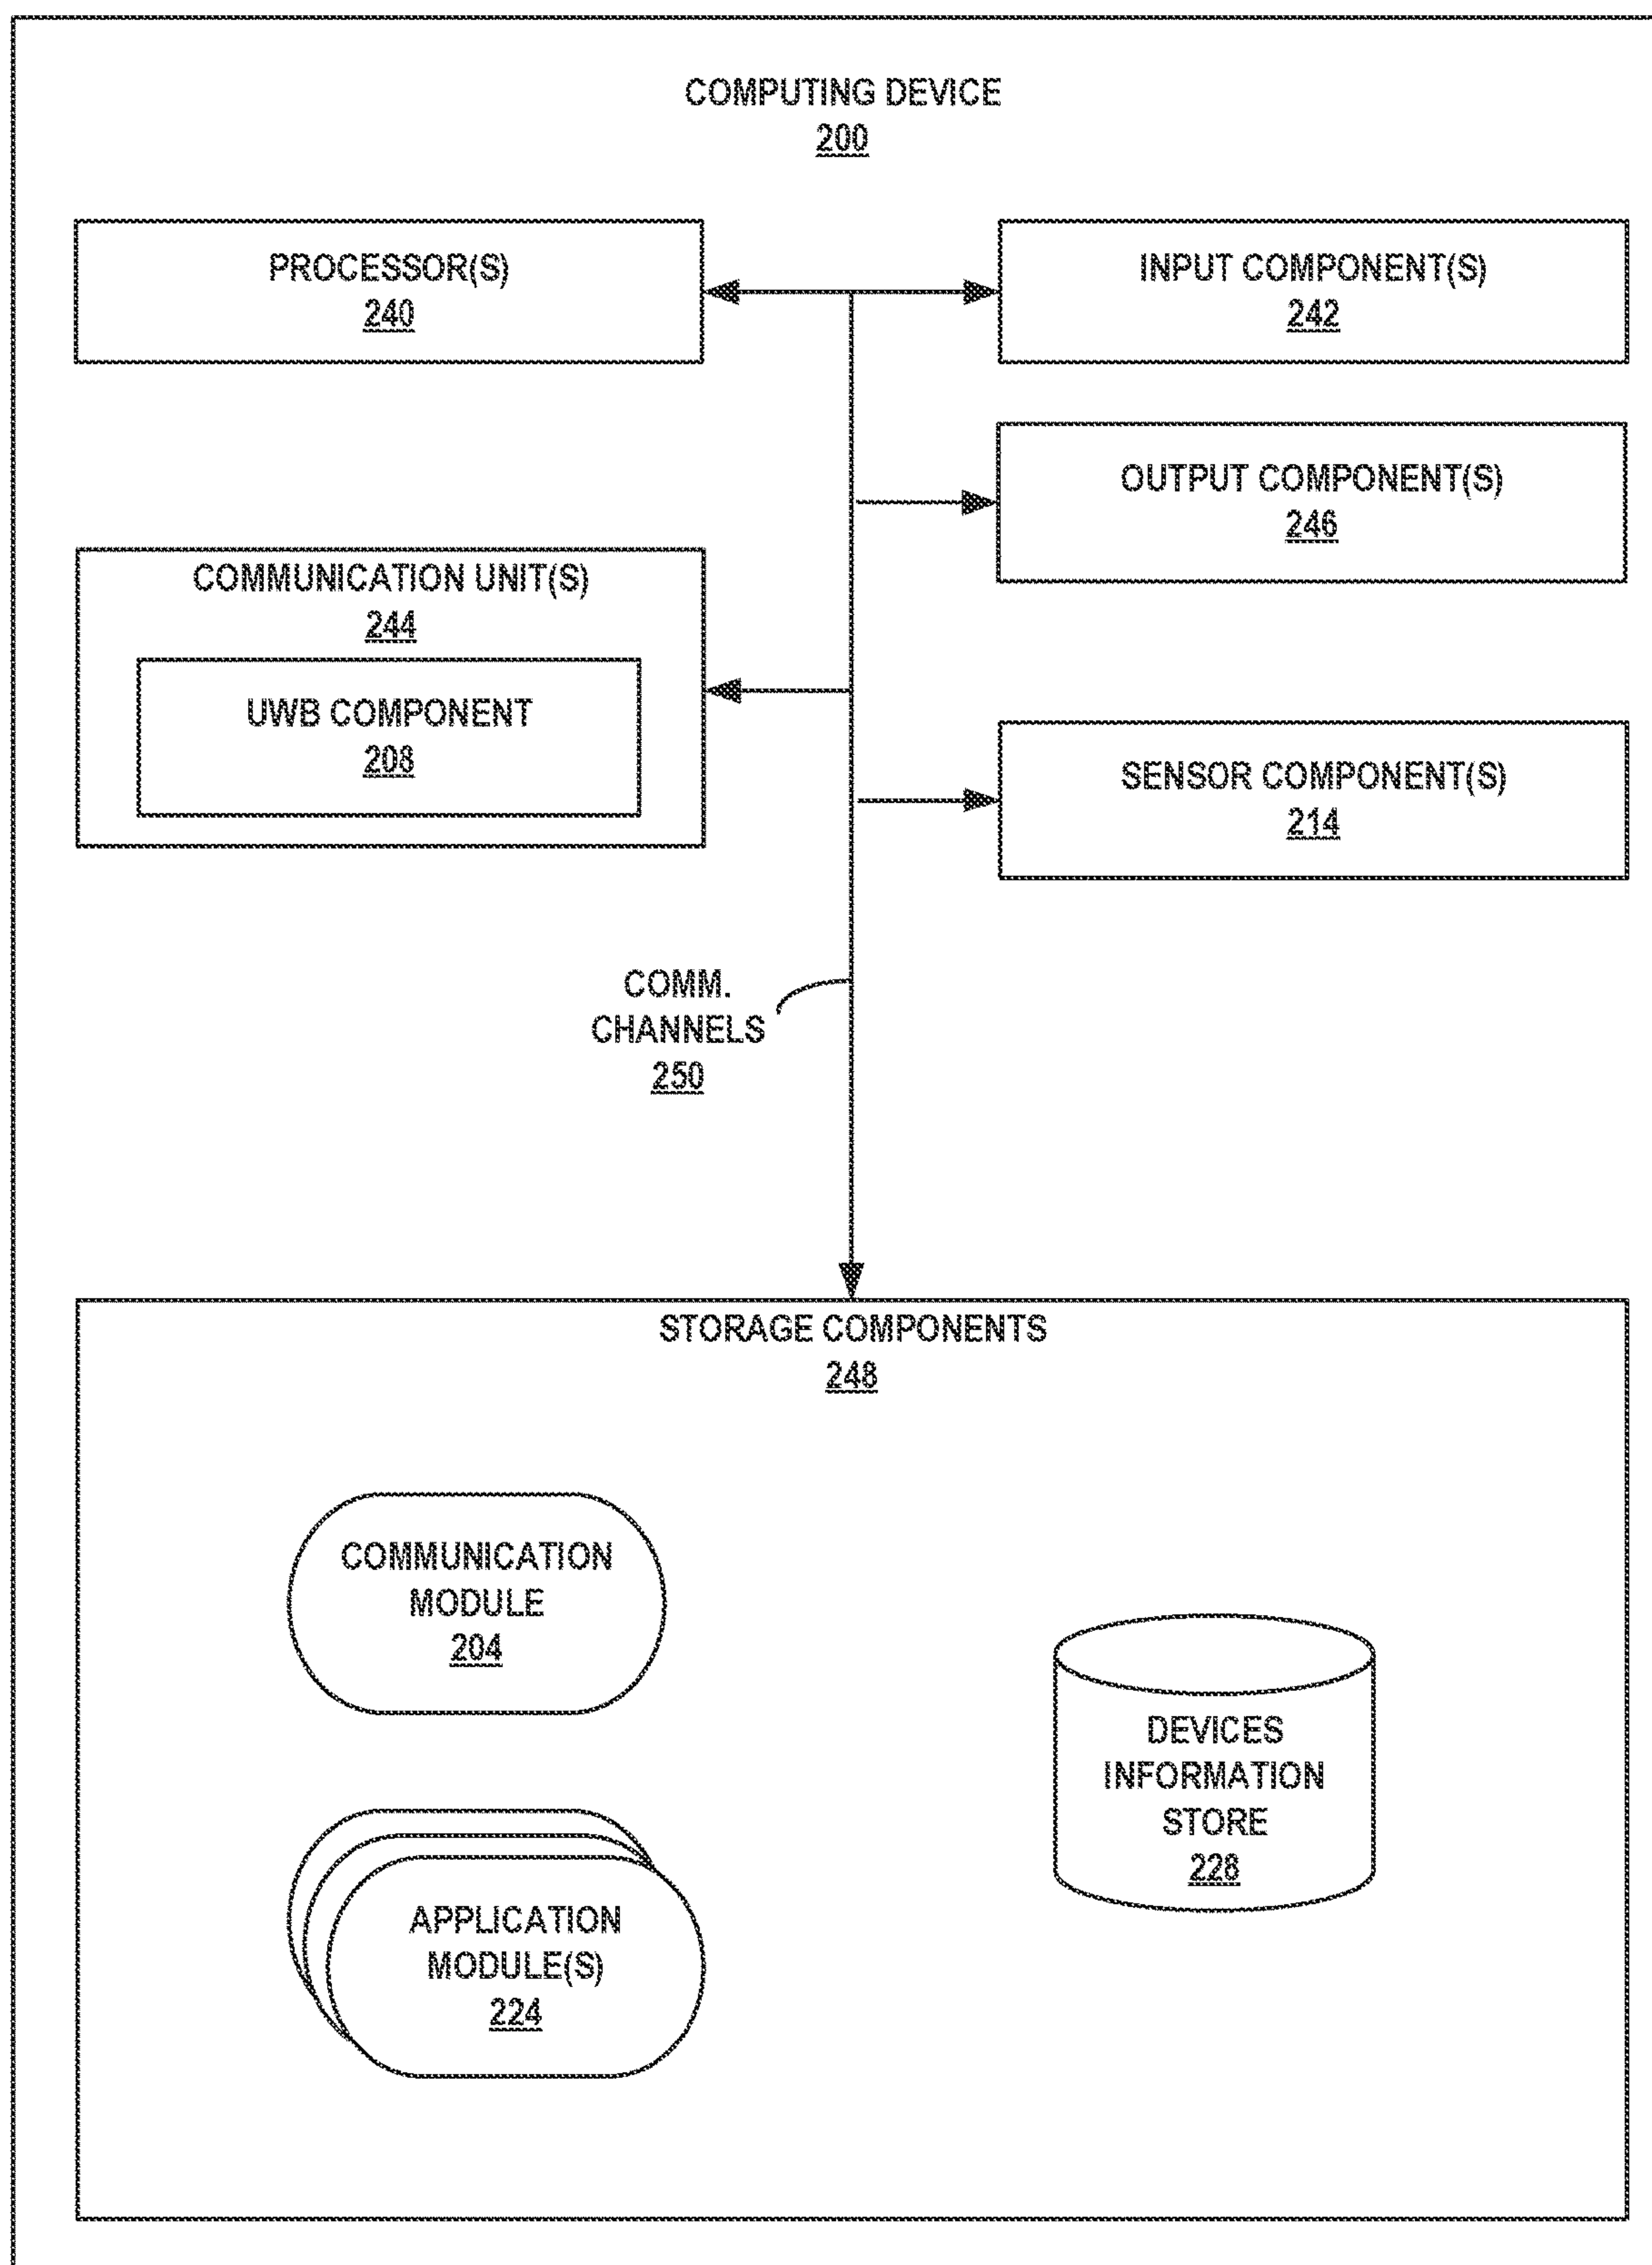 COMPUTING DEVICE
200
PROCESSOR(S)
240
INPUT COMPONENT(S)
242
OUTPUT COMPONENT(S)
246
COMMUNICATION UNIT(S)
244
UWB COMPONENT
208
SENSOR COMPONENT(S)
214
COMM.
CHANNELS
250
STORAGE COMPONENTS
248
COMMUNICATION
MODULE
204
DEVICES
INFORMATION
STORE
228
APPLICATION
MODULE(S)
224